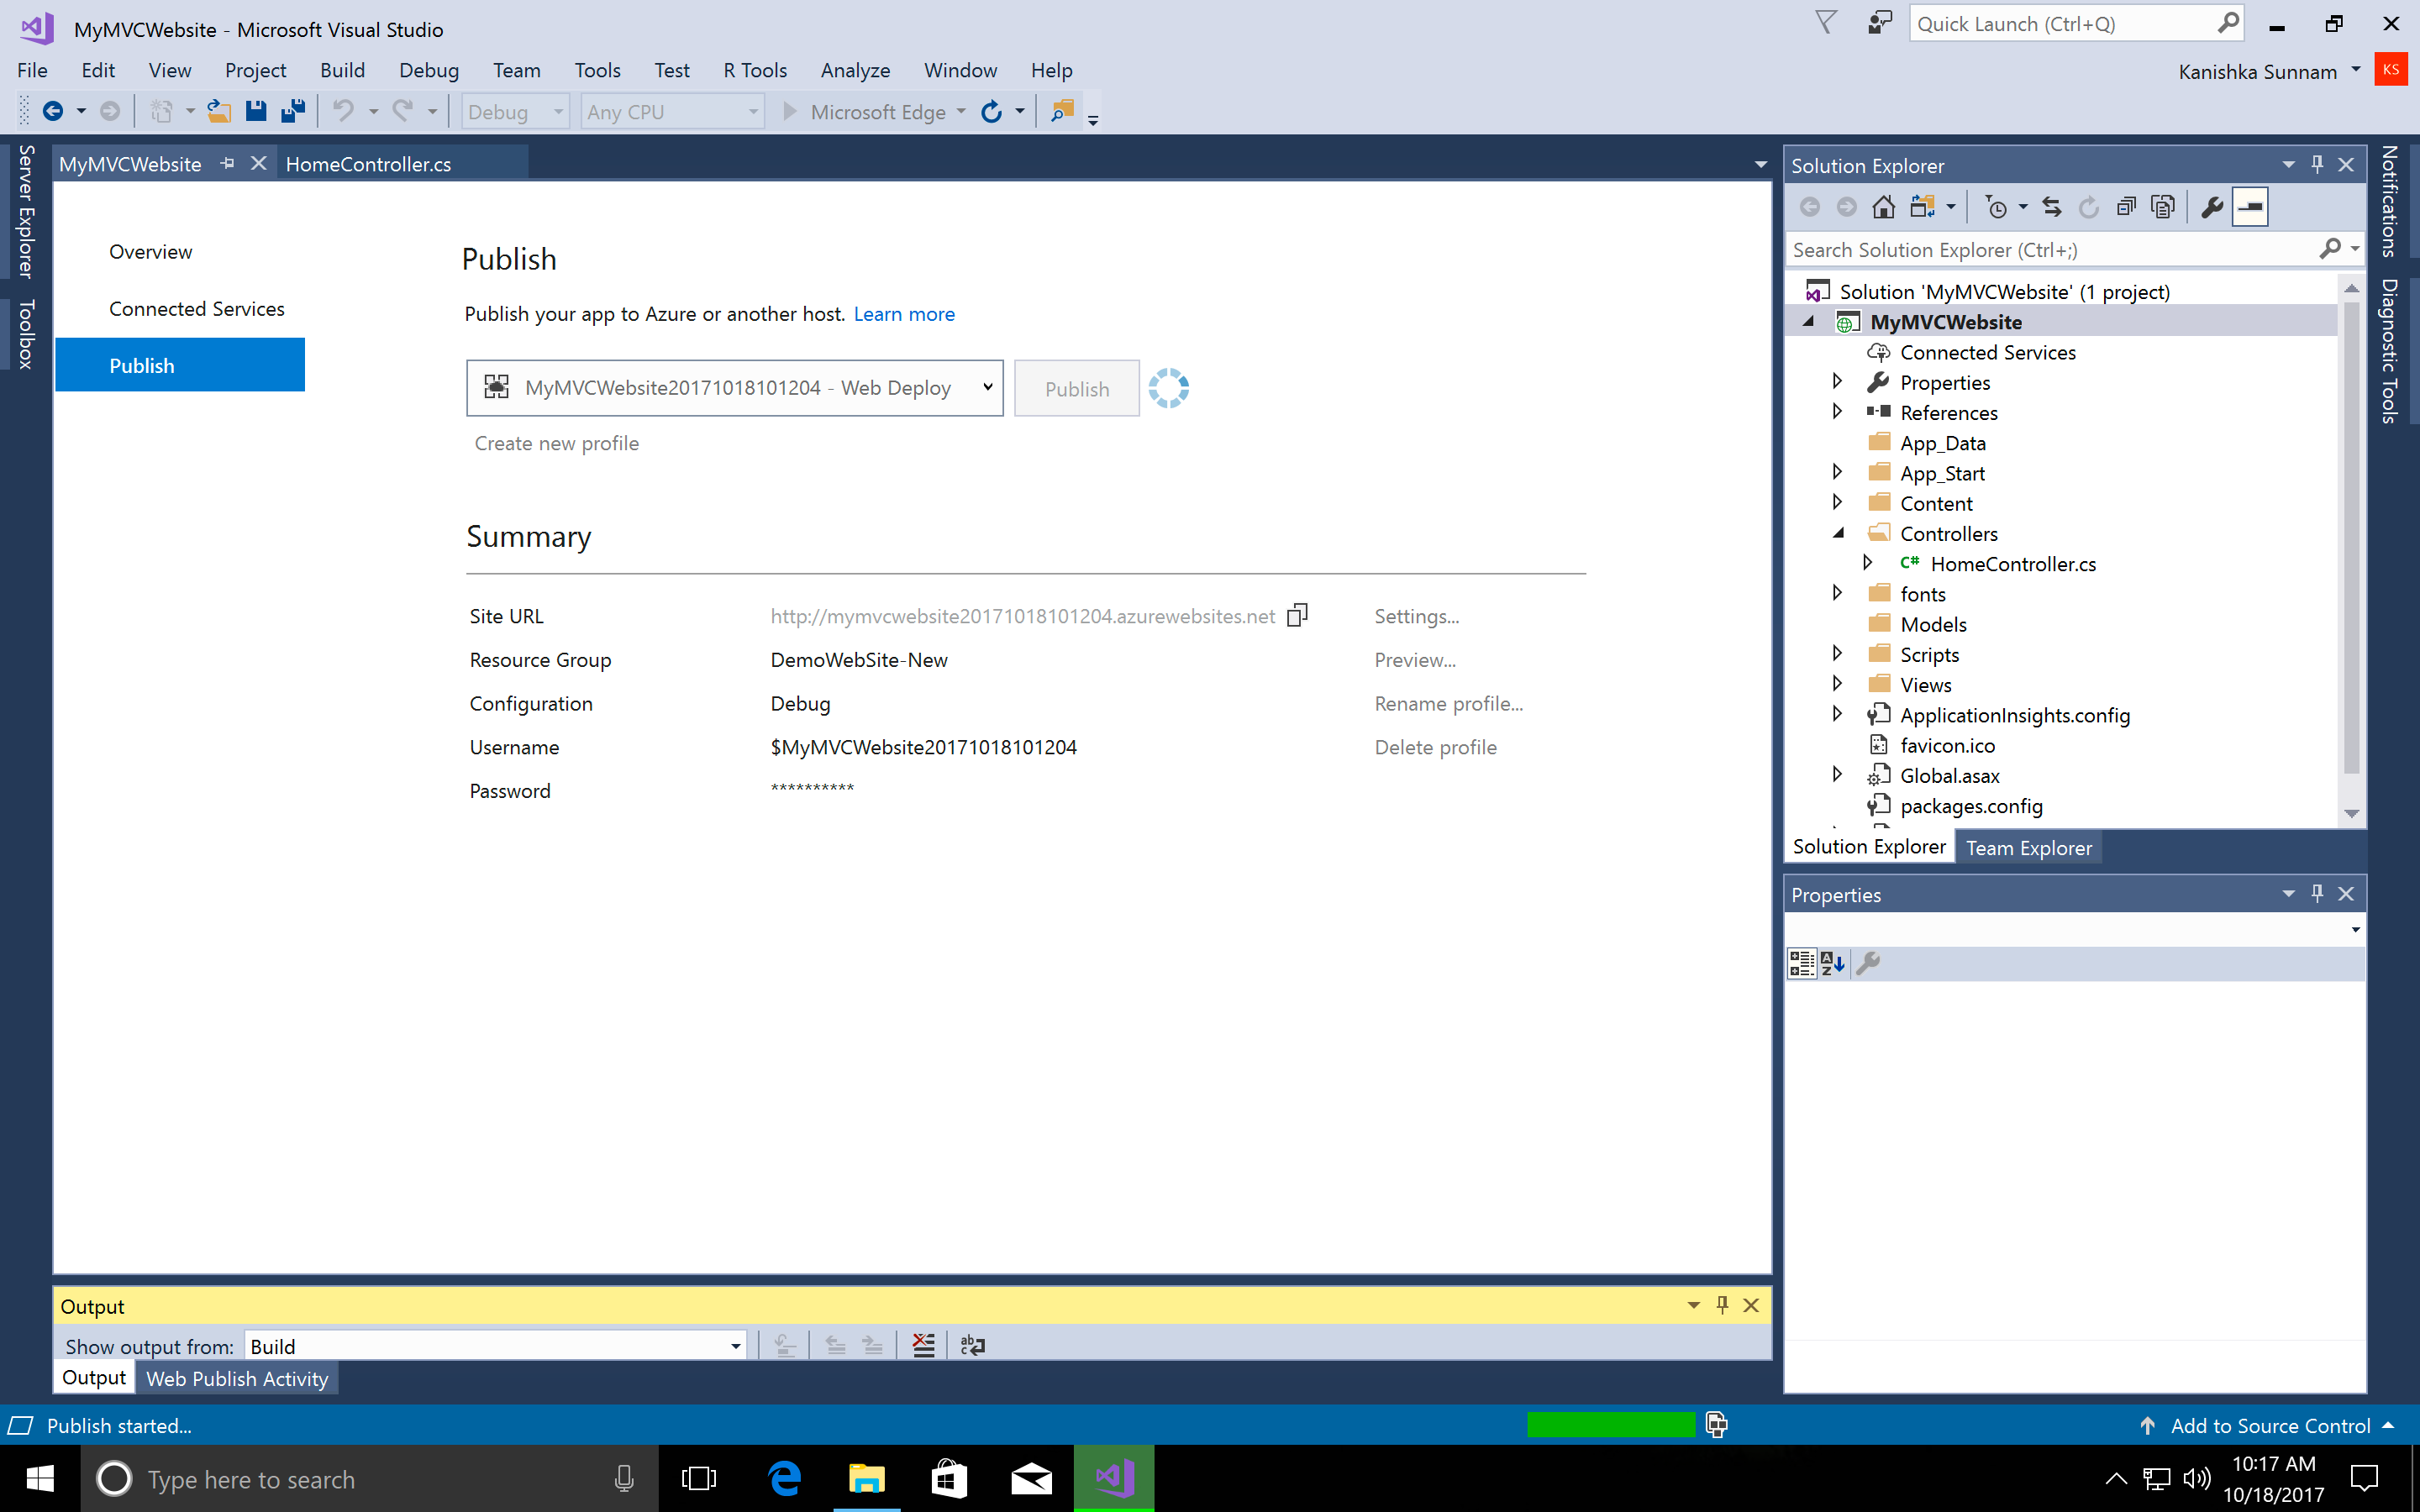 MyMVCWebsite - Microsoft Visual Studio
Quick Launch (Ctrl+Q)
File Edit View Project Build Debug Team Tools Test R Tools Analyze Window Help
Kanishka Sunnam KS
Debug Any CPU Microsoft Edge
Server Explorer
Toolbox
MyMVCWebsite HomeController.cs
Overview
Connected Services
Publish
Publish
Publish your app to Azure or another host. Learn more
MyMVCWebsite20171018101204 - Web Deploy Publish
Create new profile
Summary
Site URL http://mymvcwebsite20171018101204.azurewebsites.net Settings...
Resource Group DemoWebSite-New Preview...
Configuration Debug Rename profile...
Username $MyMVCWebsite20171018101204 Delete profile
Password **********
Solution Explorer
Search Solution Explorer (Ctrl+;)
Solution 'MyMVCWebsite' (1 project)
MyMVCWebsite
Connected Services
Properties
References
App_Data
App_Start
Content
Controllers
C# HomeController.cs
fonts
Models
Scripts
Views
ApplicationInsights.config
favicon.ico
Global.asax
packages.config
Solution Explorer Team Explorer
Properties
Notifications
Diagnostic Tools
Output
Show output from: Build
Output Web Publish Activity
Publish started...
Add to Source Control
Type here to search
10:17 AM
10/18/2017